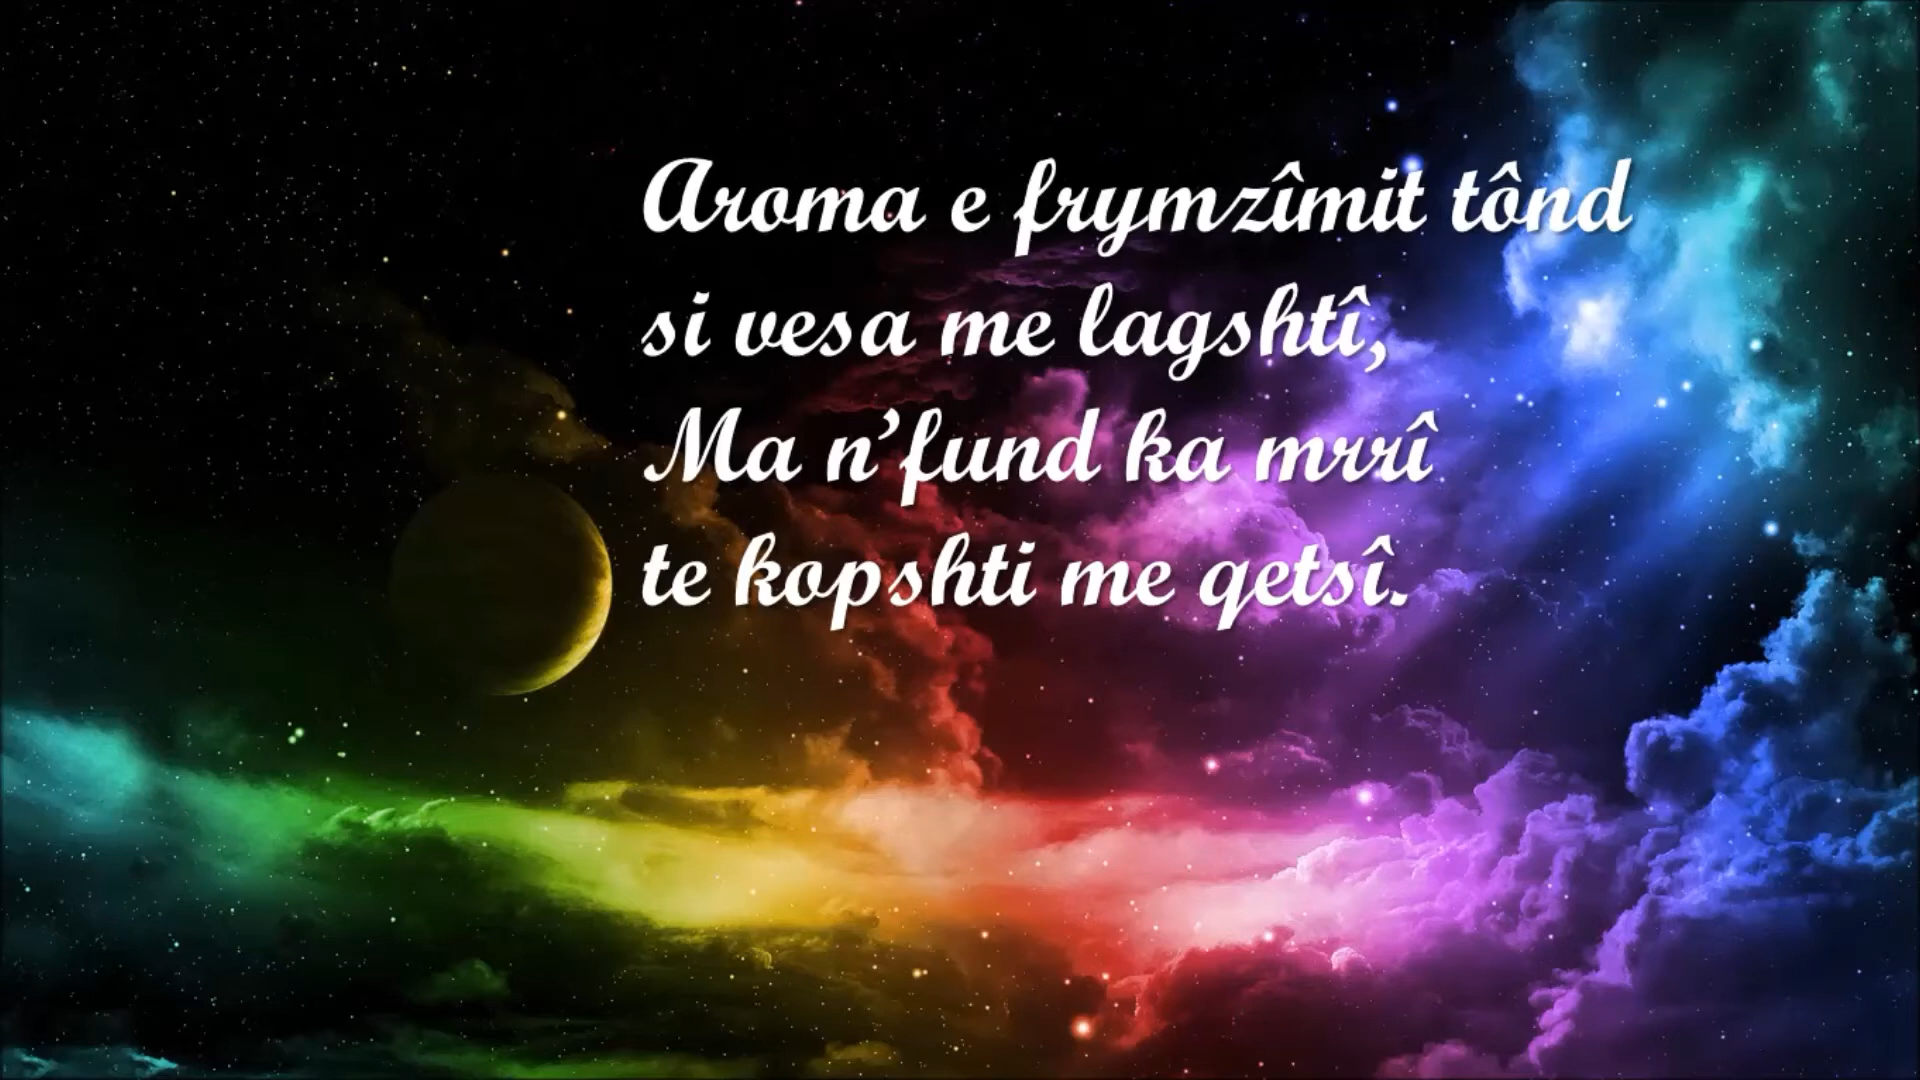 Aroma e frymzîmit tônd
si vesa me lagshtî,
Ma n’fund ka mrrî
te kopshti me qetsî.